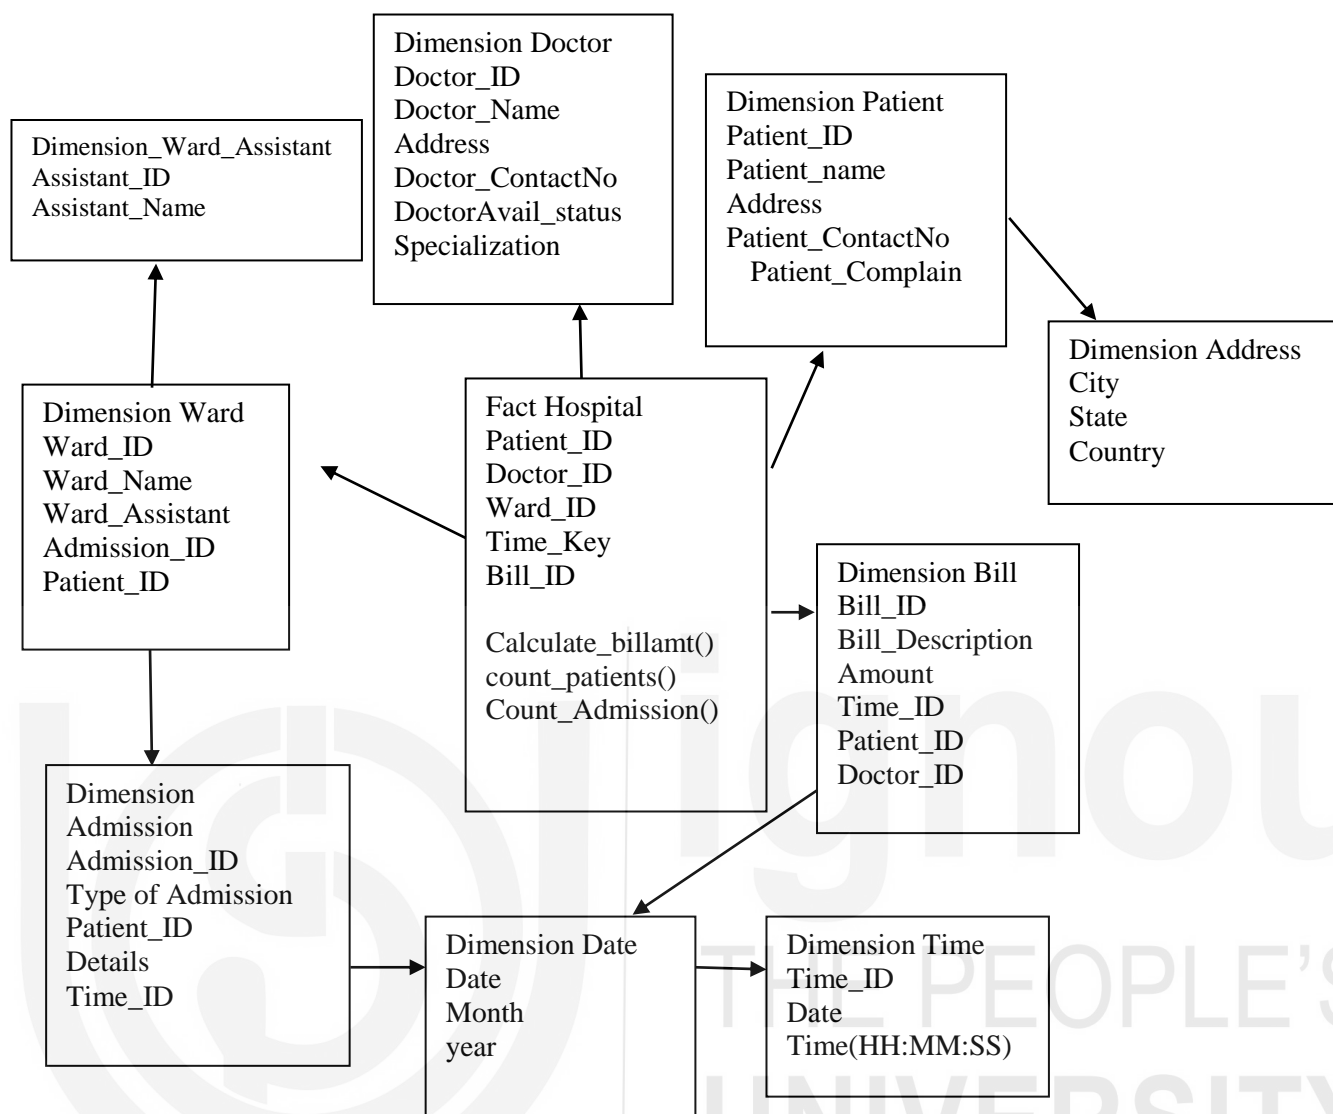 Dimension Doctor
Doctor_ID
Doctor_Name
Address
Doctor_ContactNo
DoctorAvail_status
Specialization
Dimension Patient
Patient_ID
Patient_name
Address
Patient_ContactNo
Patient_Complain
Dimension_Ward_Assistant
Assistant_ID
Assistant_Name
Dimension Address
City
State
Country
Dimension Ward
Ward_ID
Ward_Name
Ward_Assistant
Admission_ID
Patient_ID
Fact Hospital
Patient_ID
Doctor_ID
Ward_ID
Time_Key
Bill_ID
Calculate_billamt()
count_patients()
Count_Admission()
Dimension Bill
Bill_ID
Bill_Description
Amount
Time_ID
Patient_ID
Doctor_ID
Dimension
Admission
Admission_ID
Type of Admission
Patient_ID
Details
Time_ID
Dimension Date
Date
Month
year
Dimension Time
Time_ID
Date
Time(HH:MM:SS)
ignou
THE PEOPLE'S
UNIVERSITY